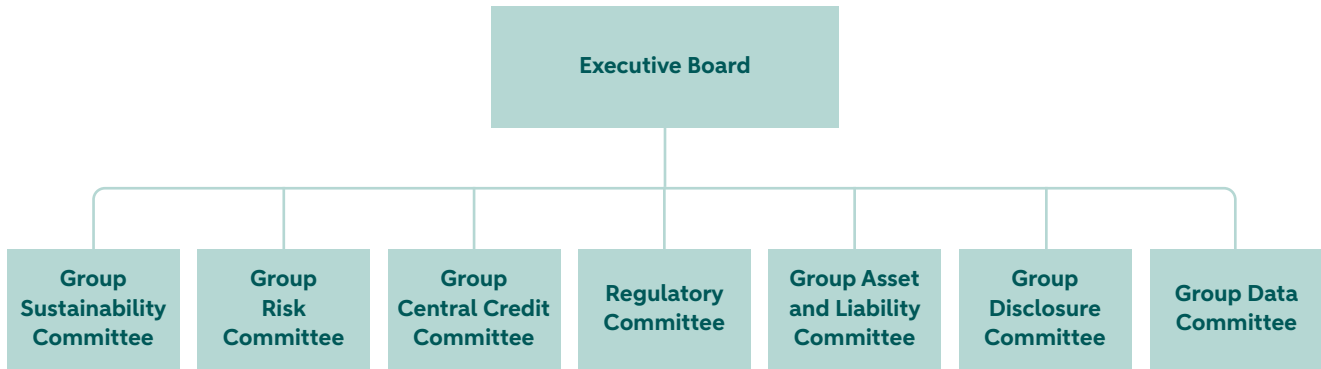 Executive Board
Group
Sustainability
Committee
Group
Risk
Committee
Group
Central Credit
Committee
Regulatory
Committee
Group Asset
and Liability
Committee
Group
Disclosure
Committee
Group Data
Committee